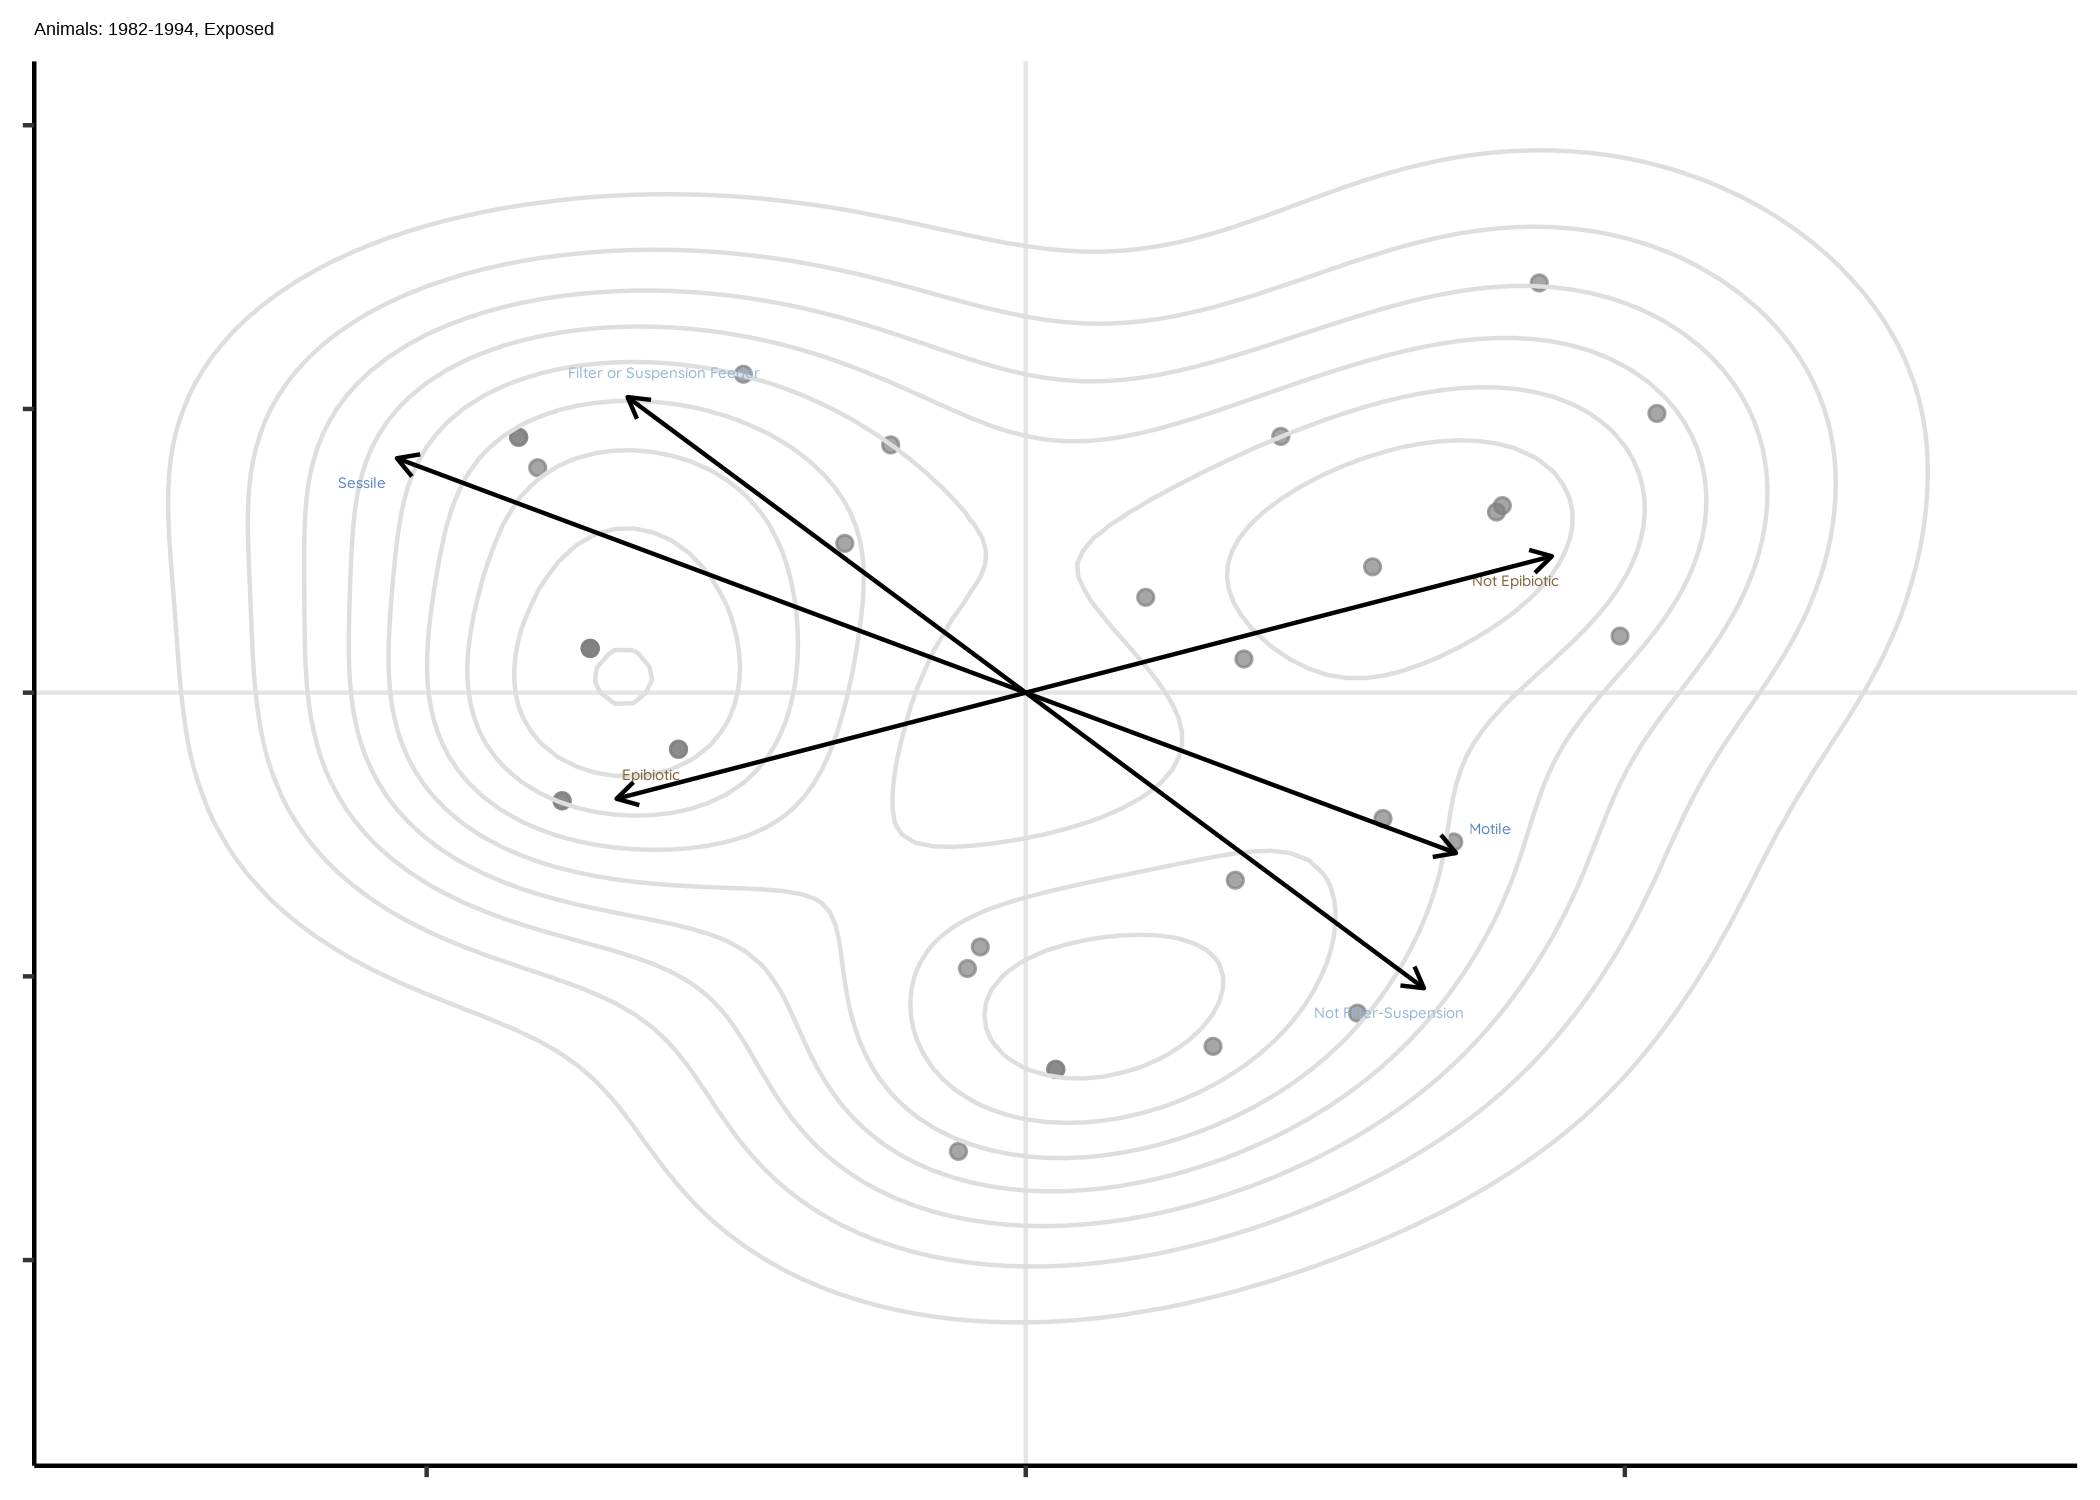 Animals: 1982-1994, Exposed
Filter or Suspension Feeder
Sessile
Not Epibiotic
Epibiotic
Motile
Not Filter-Suspension